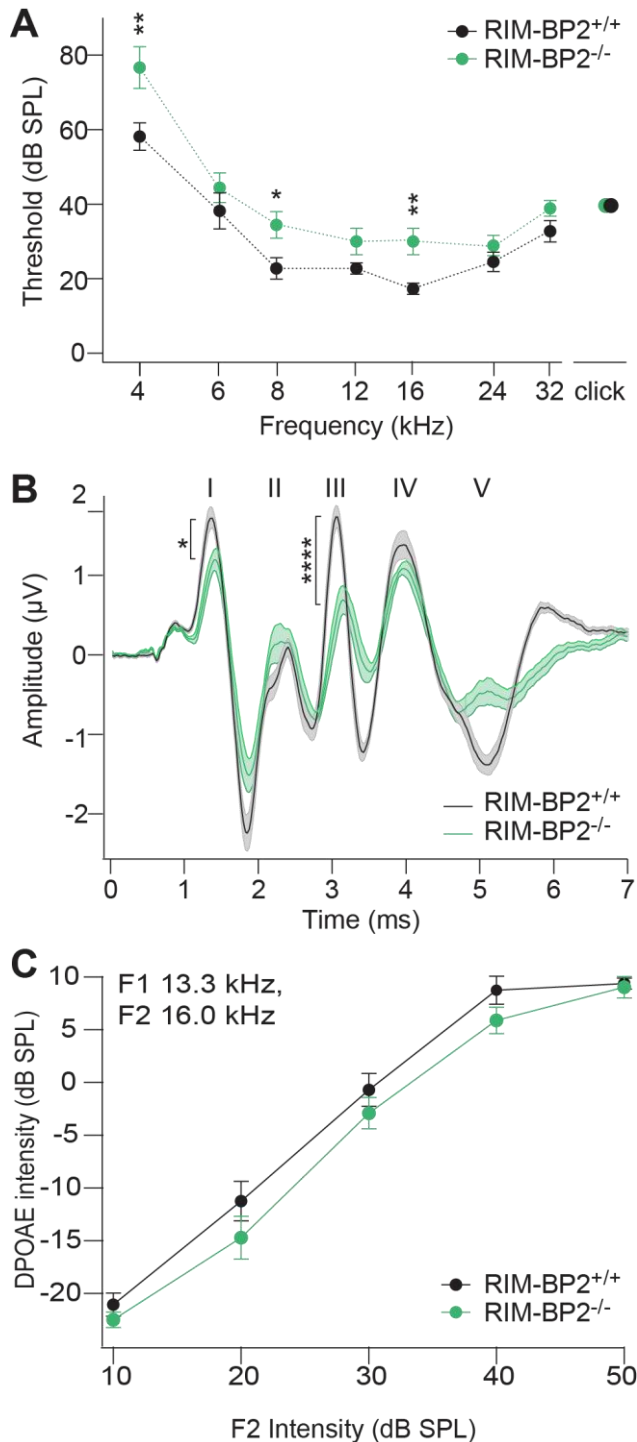 A
RIM-BP2+/+
RIM-BP2-/-
**
*
**
80
60
40
20
0
Threshold (dB SPL)
4 6 8 12 16 24 32 click
Frequency (kHz)
B
I II III IV V
2
1
0
-1
-2
*
****
Amplitude (µV)
RIM-BP2+/+
RIM-BP2-/-
0 1 2 3 4 5 6 7
Time (ms)
C
F1 13.3 kHz,
F2 16.0 kHz
10
5
0
-5
-10
-15
-20
DPOAE intensity (dB SPL)
RIM-BP2+/+
RIM-BP2-/-
10 20 30 40 50
F2 Intensity (dB SPL)